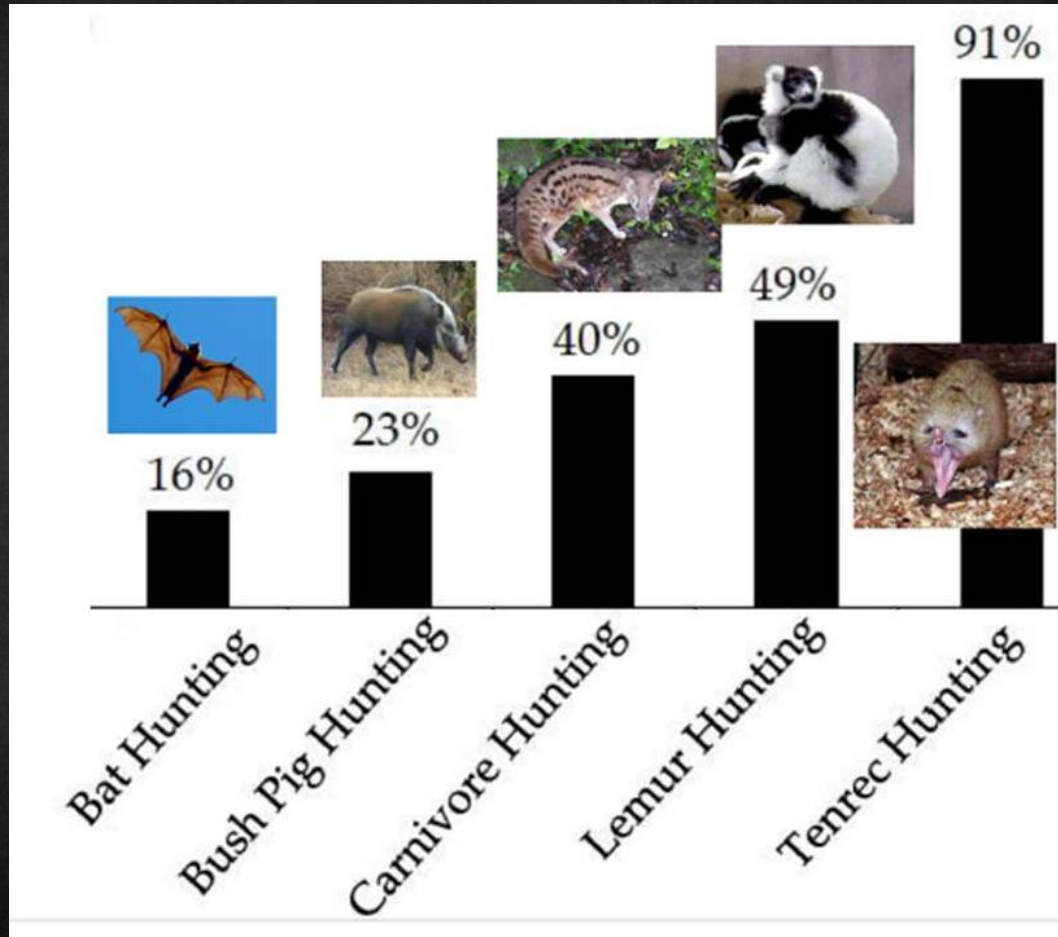 16%
23%
40%
49%
91%
Bat Hunting
Bush Pig Hunting
Carnivore Hunting
Lemur Hunting
Tenrec Hunting